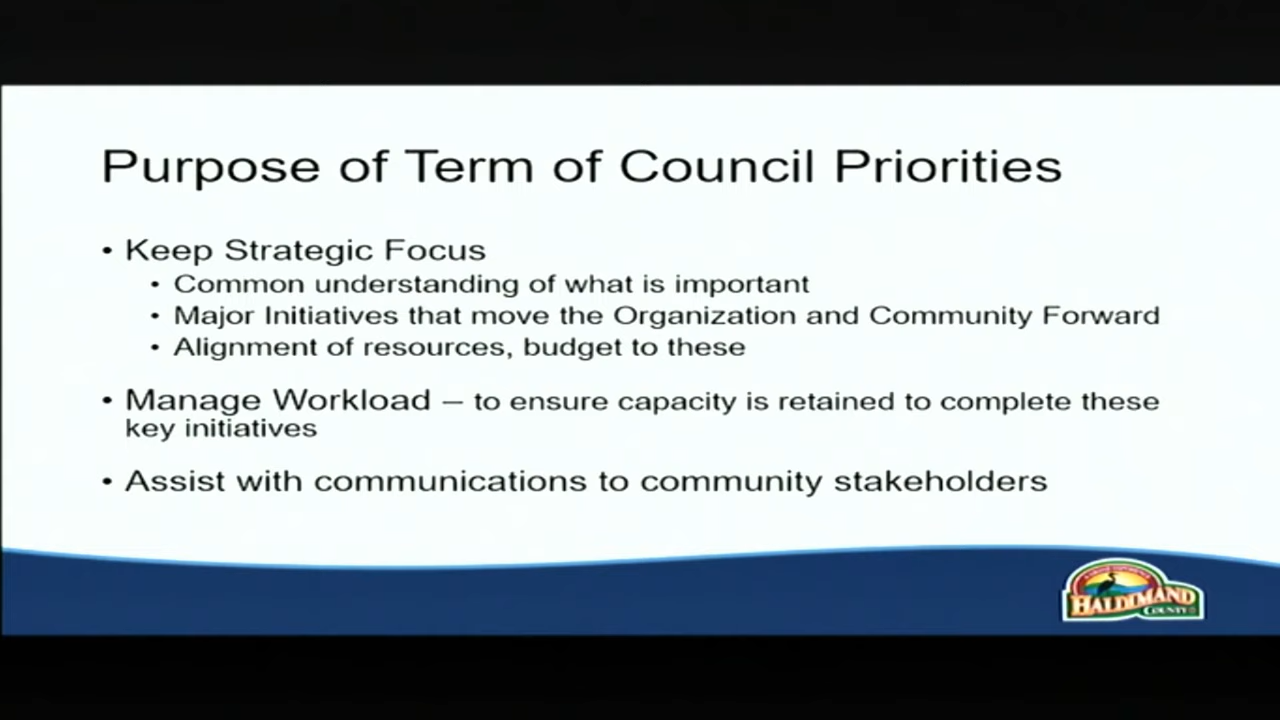 Purpose of Term of Council Priorities
• Keep Strategic Focus
• Common understanding of what is important
• Major Initiatives that move the Organization and Community Forward
• Alignment of resources, budget to these
• Manage Workload – to ensure capacity is retained to complete these
key initiatives
• Assist with communications to community stakeholders
HALDIMAND
COUNTY